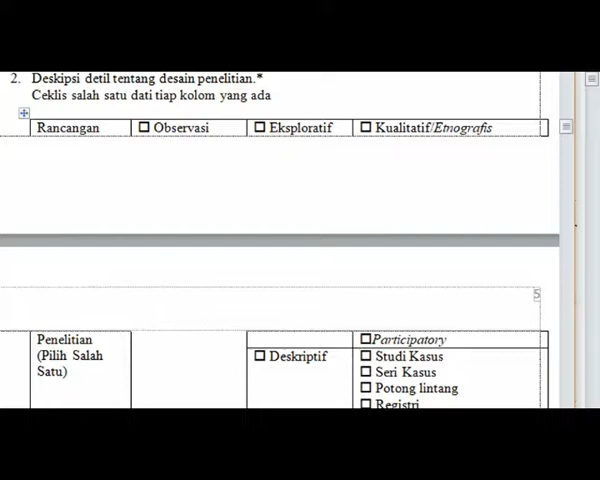 2. Deskipsi detil tentang desain penelitian.*
Ceklis salah satu dati tiap kolom yang ada
Rancangan ☐ Observasi ☐ Eksploratif ☐ Kualitatif/Etnografis
5
Penelitian ☐Participatory
(Pilih Salah ☐ Deskriptif ☐ Studi Kasus
Satu) ☐ Seri Kasus
☐ Potong lintang
☐ Registri